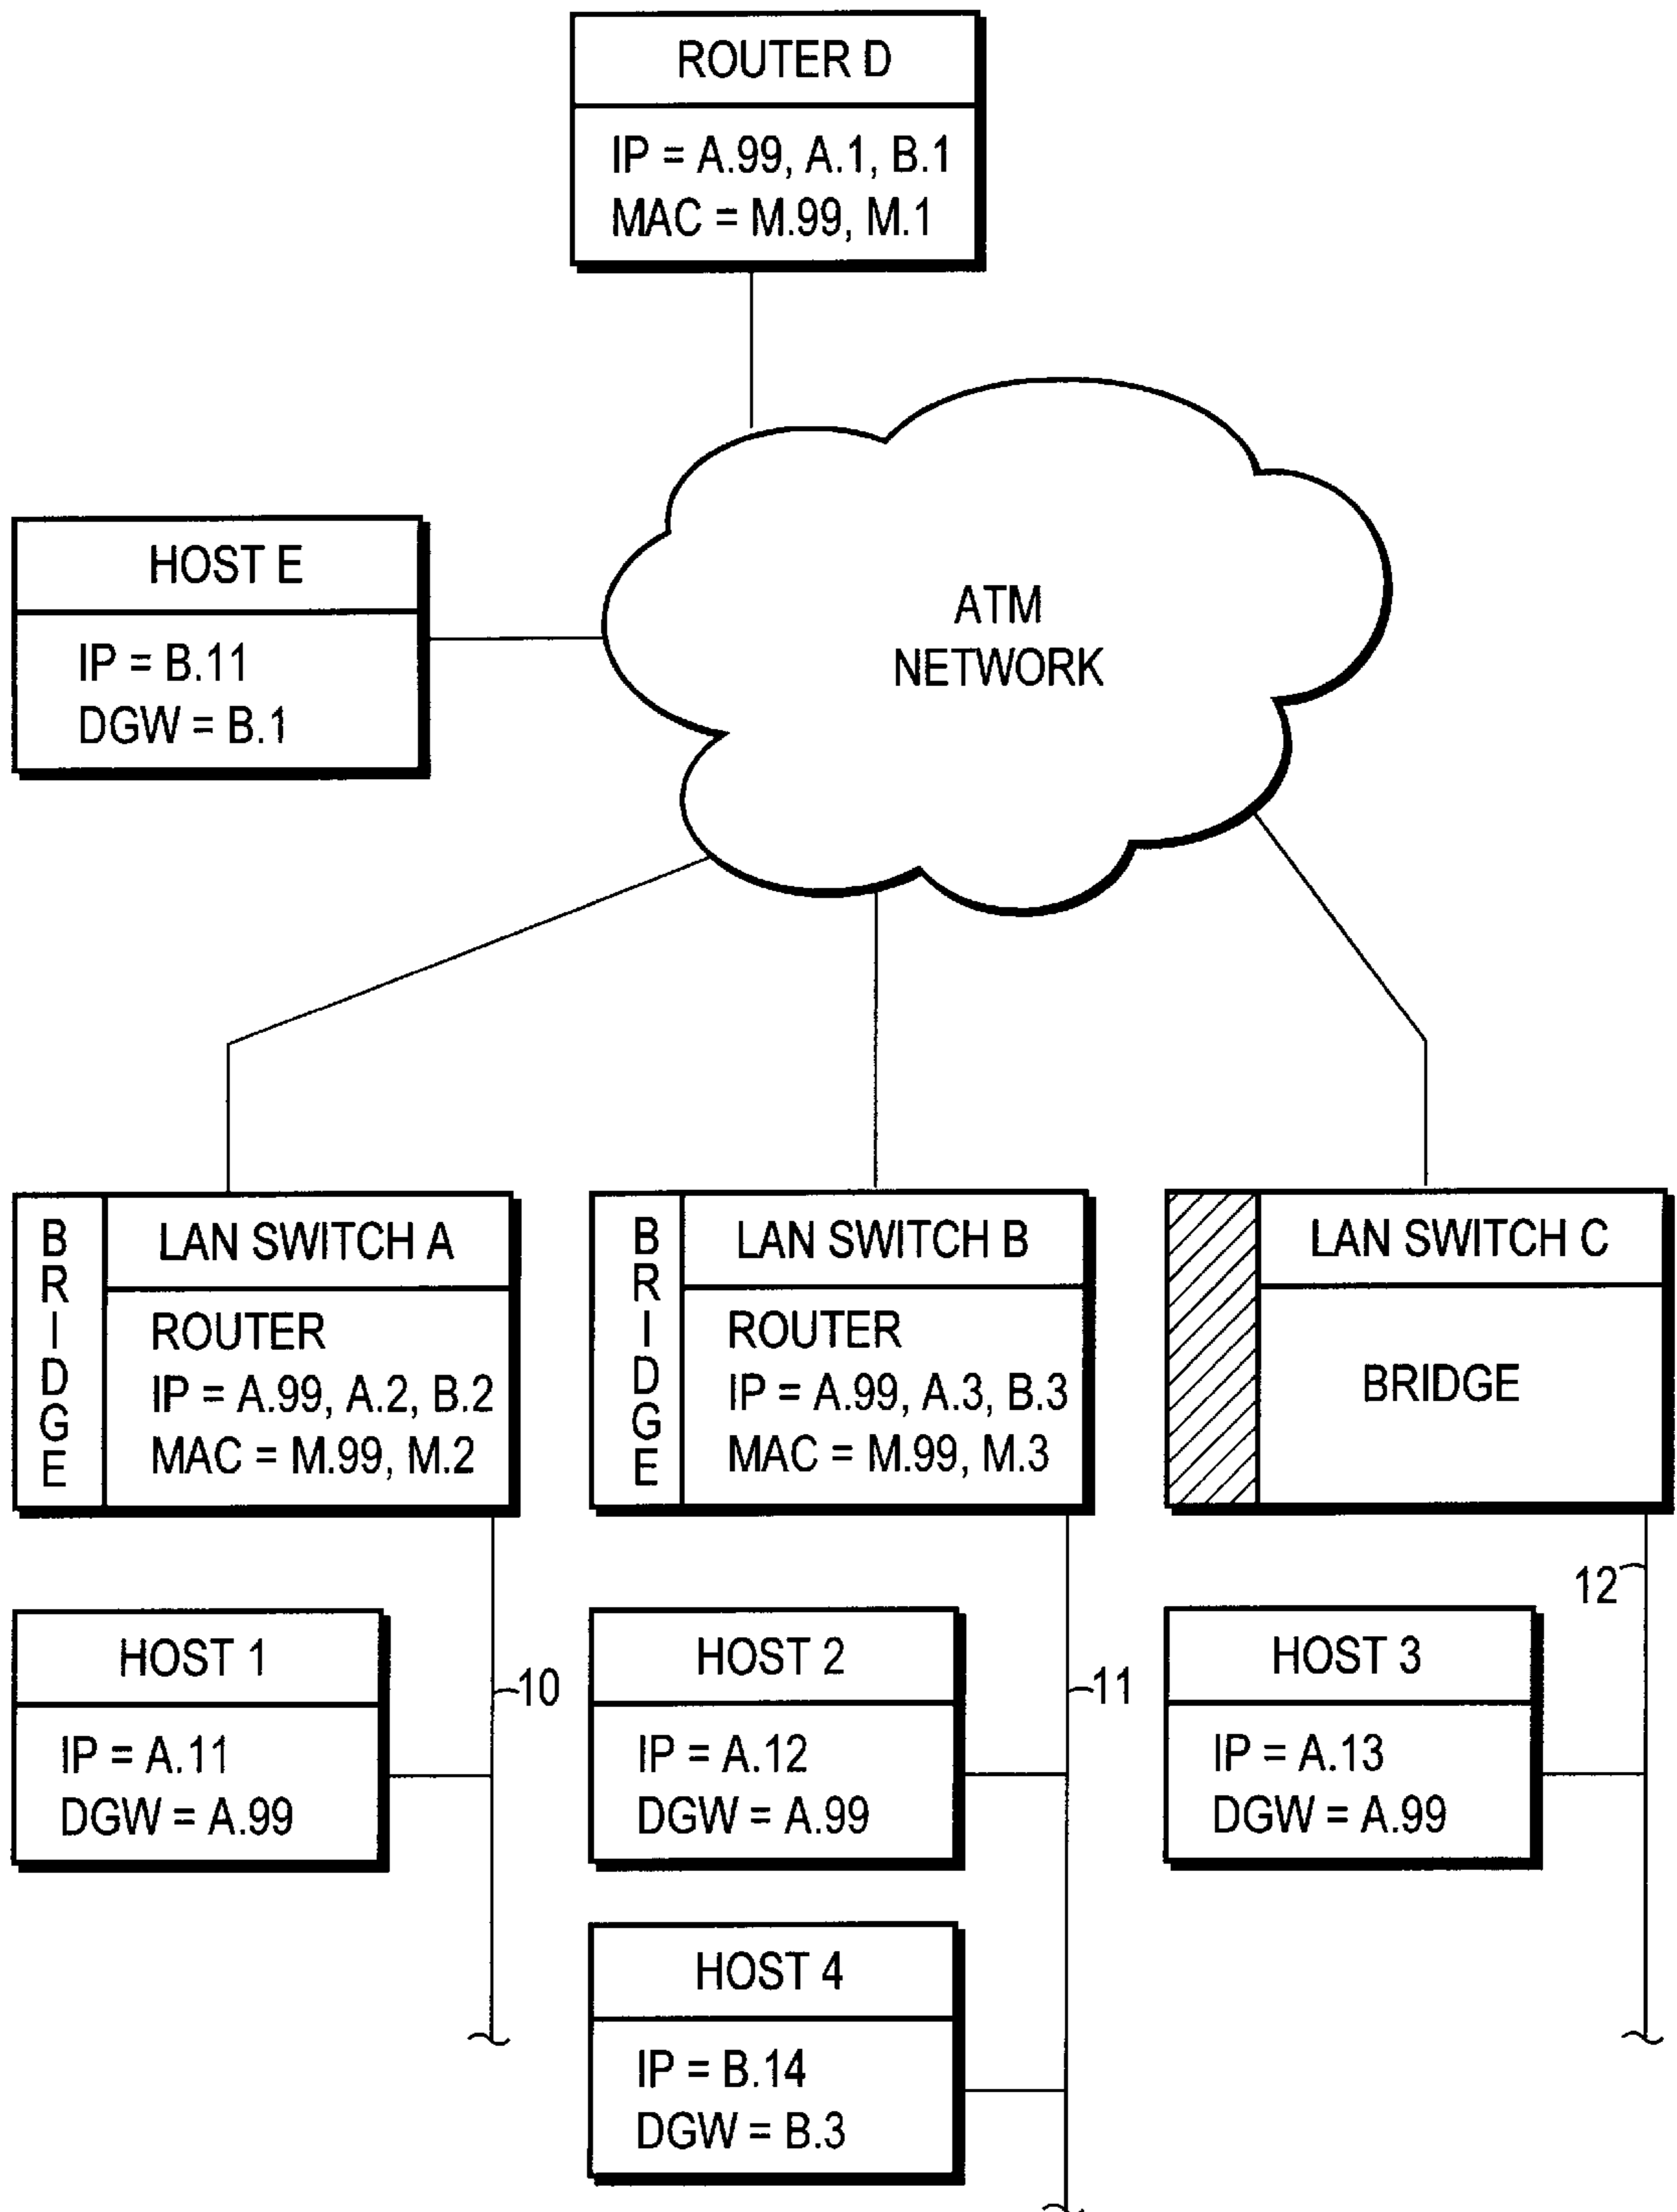 ROUTER D
IP = A.99, A.1, B.1
MAC = M.99, M.1
HOST E
IP = B.11
DGW = B.1
ATM
NETWORK
BRIDGE
LAN SWITCH A
ROUTER
IP = A.99, A.2, B.2
MAC = M.99, M.2
BRIDGE
LAN SWITCH B
ROUTER
IP = A.99, A.3, B.3
MAC = M.99, M.3
LAN SWITCH C
BRIDGE
HOST 1
IP = A.11
DGW = A.99
10
HOST 2
IP = A.12
DGW = A.99
11
HOST 3
IP = A.13
DGW = A.99
12
HOST 4
IP = B.14
DGW = B.3